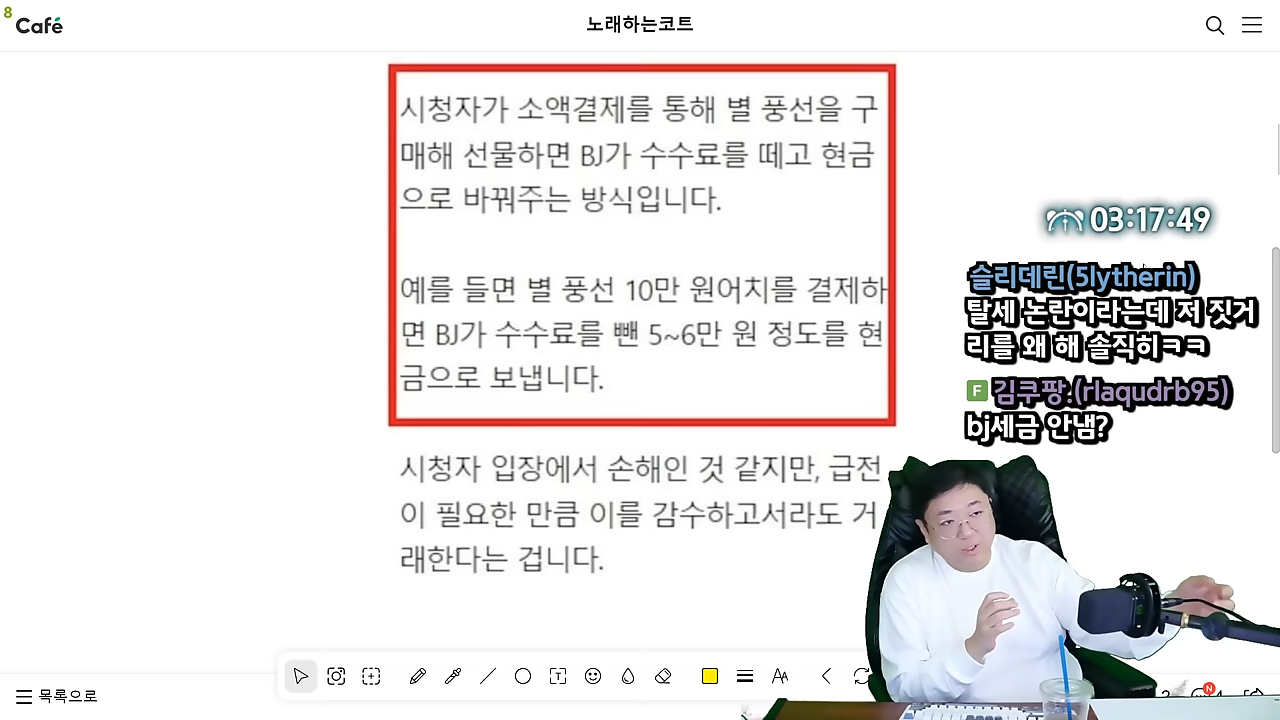 8
Café
노래하는코트
시청자가 소액결제를 통해 별 풍선을 구
매해 선물하면 BJ가 수수료를 떼고 현금
으로 바꿔주는 방식입니다.
예를 들면 별 풍선 10만 원어치를 결제하
면 BJ가 수수료를 뺀 5~6만 원 정도를 현
금으로 보냅니다.
시청자 입장에서 손해인 것 같지만, 급전
이 필요한 만큼 이를 감수하고서라도 거
래한다는 겁니다.
03:17:49
슬리데린(5lytherin)
탈세 논란이라는데 저 짓거
리를 왜 해 솔직히ㅋㅋ
F 김쿠팡.(rlaqudrb95)
bj세금 안냄?
T
AA
목록으로
N